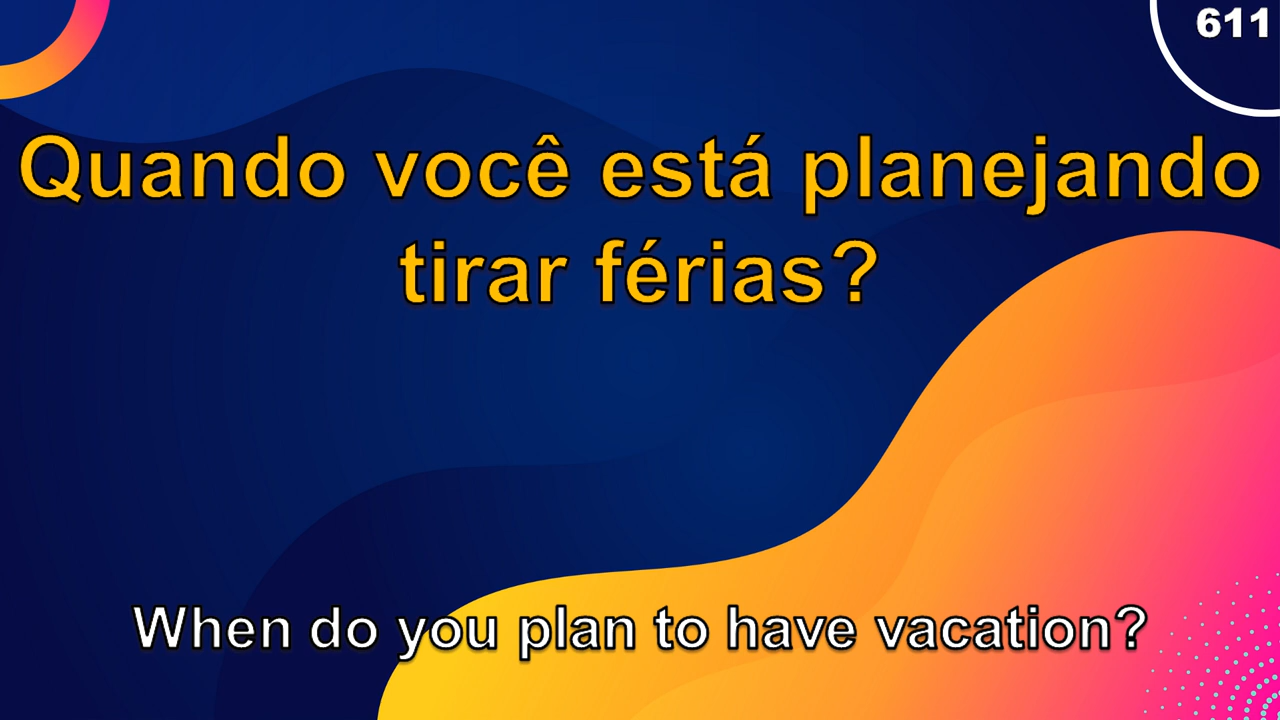 611
Quando você está planejando
tirar férias?
When do you plan to have vacation?